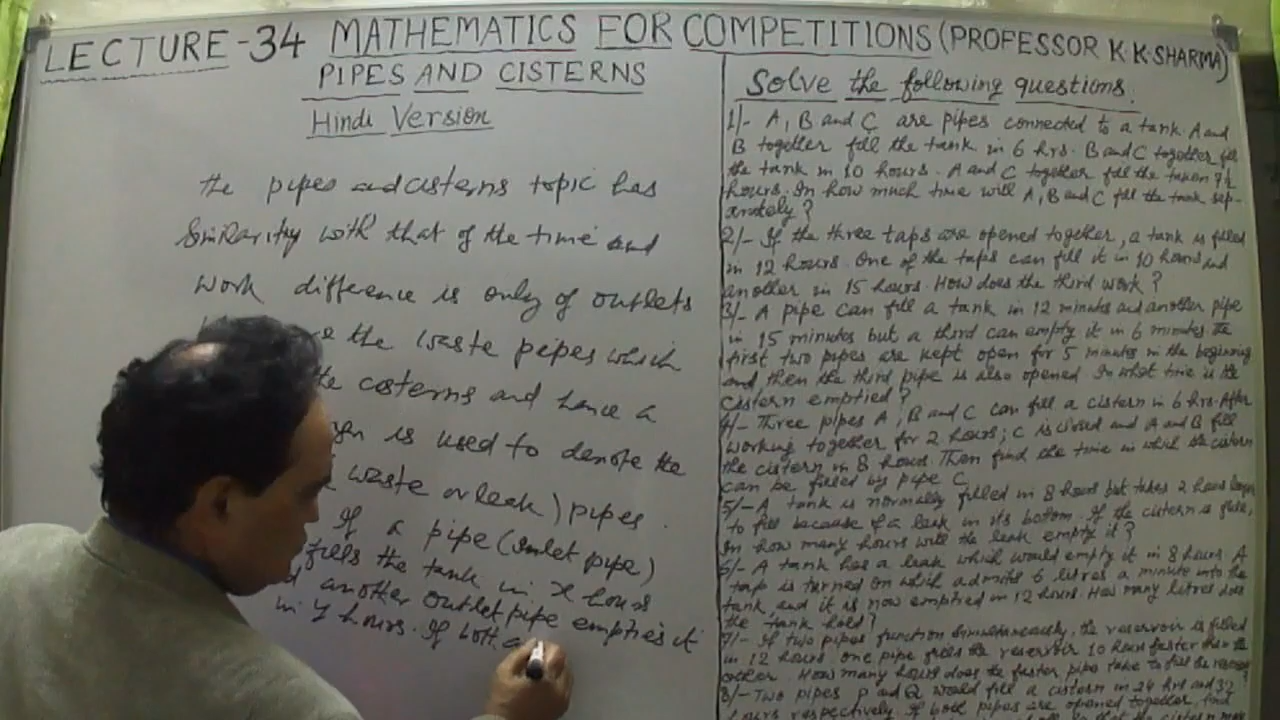 LECTURE-34 MATHEMATICS FOR COMPETITIONS (PROFESSOR K.K.SHARMA)
PIPES AND CISTERNS
Hindi Version
the pipes and cisterns topic has
Similarity with that of the time and
work difference is only of outlets
the waste pipes which
the cisterns and hence a
is used to denote the
waste or leak) pipes.
If a pipe (Inlet pipe)
fills the tank in x hours
another outlet pipe empties it
in y hours. If both
Solve the following questions.
1/- A, B and C are pipes connected to a tank. A and
B together fill the tank in 6 hrs. B and C together fill
the tank in 10 hours. A and C together fill the 7½
hours. In how much time will A, B and C fill the tank sep-
arately?
2/- If the three taps are opened together, a tank is filled
in 12 hours. One of the taps can fill it in 10 hours and
another in 15 hours. How does the third work?
3/- A pipe can fill a tank in 12 minutes and another pipe
in 15 minutes but a third can empty it in 6 minutes. The
first two pipes are kept open for 5 minutes in the beginning
and then the third pipe is also opened. In what time is the
cistern emptied?
4/- Three pipes A, B and C can fill a cistern in 6 hrs. After
working together for 2 hours; C is closed and A and B fill
the cistern in 8 hours. Then find the time in which the cistern
can be filled by pipe C
5/- A tank is normally filled in 8 hours but takes 2 hours longer
to fill because of a leak in its bottom. If the cistern is full,
In how many hours will the leak empty it?
6/- A tank has a leak which would empty it in 8 hours. A
tap is turned on which admits 6 litres a minute into the
tank and it is now emptied in 12 hours. How many litres does
the tank hold?
7/- If two pipes function simultaneously, the reservoir is filled
in 12 hours. one pipe fills the reservoir 10 hours faster than the
other. How many hours does the faster pipe take to fill the
8/- Two pipes P and Q would fill a cistern in 24 hrs and 32
hours respectively. If both pipes are opened together, find